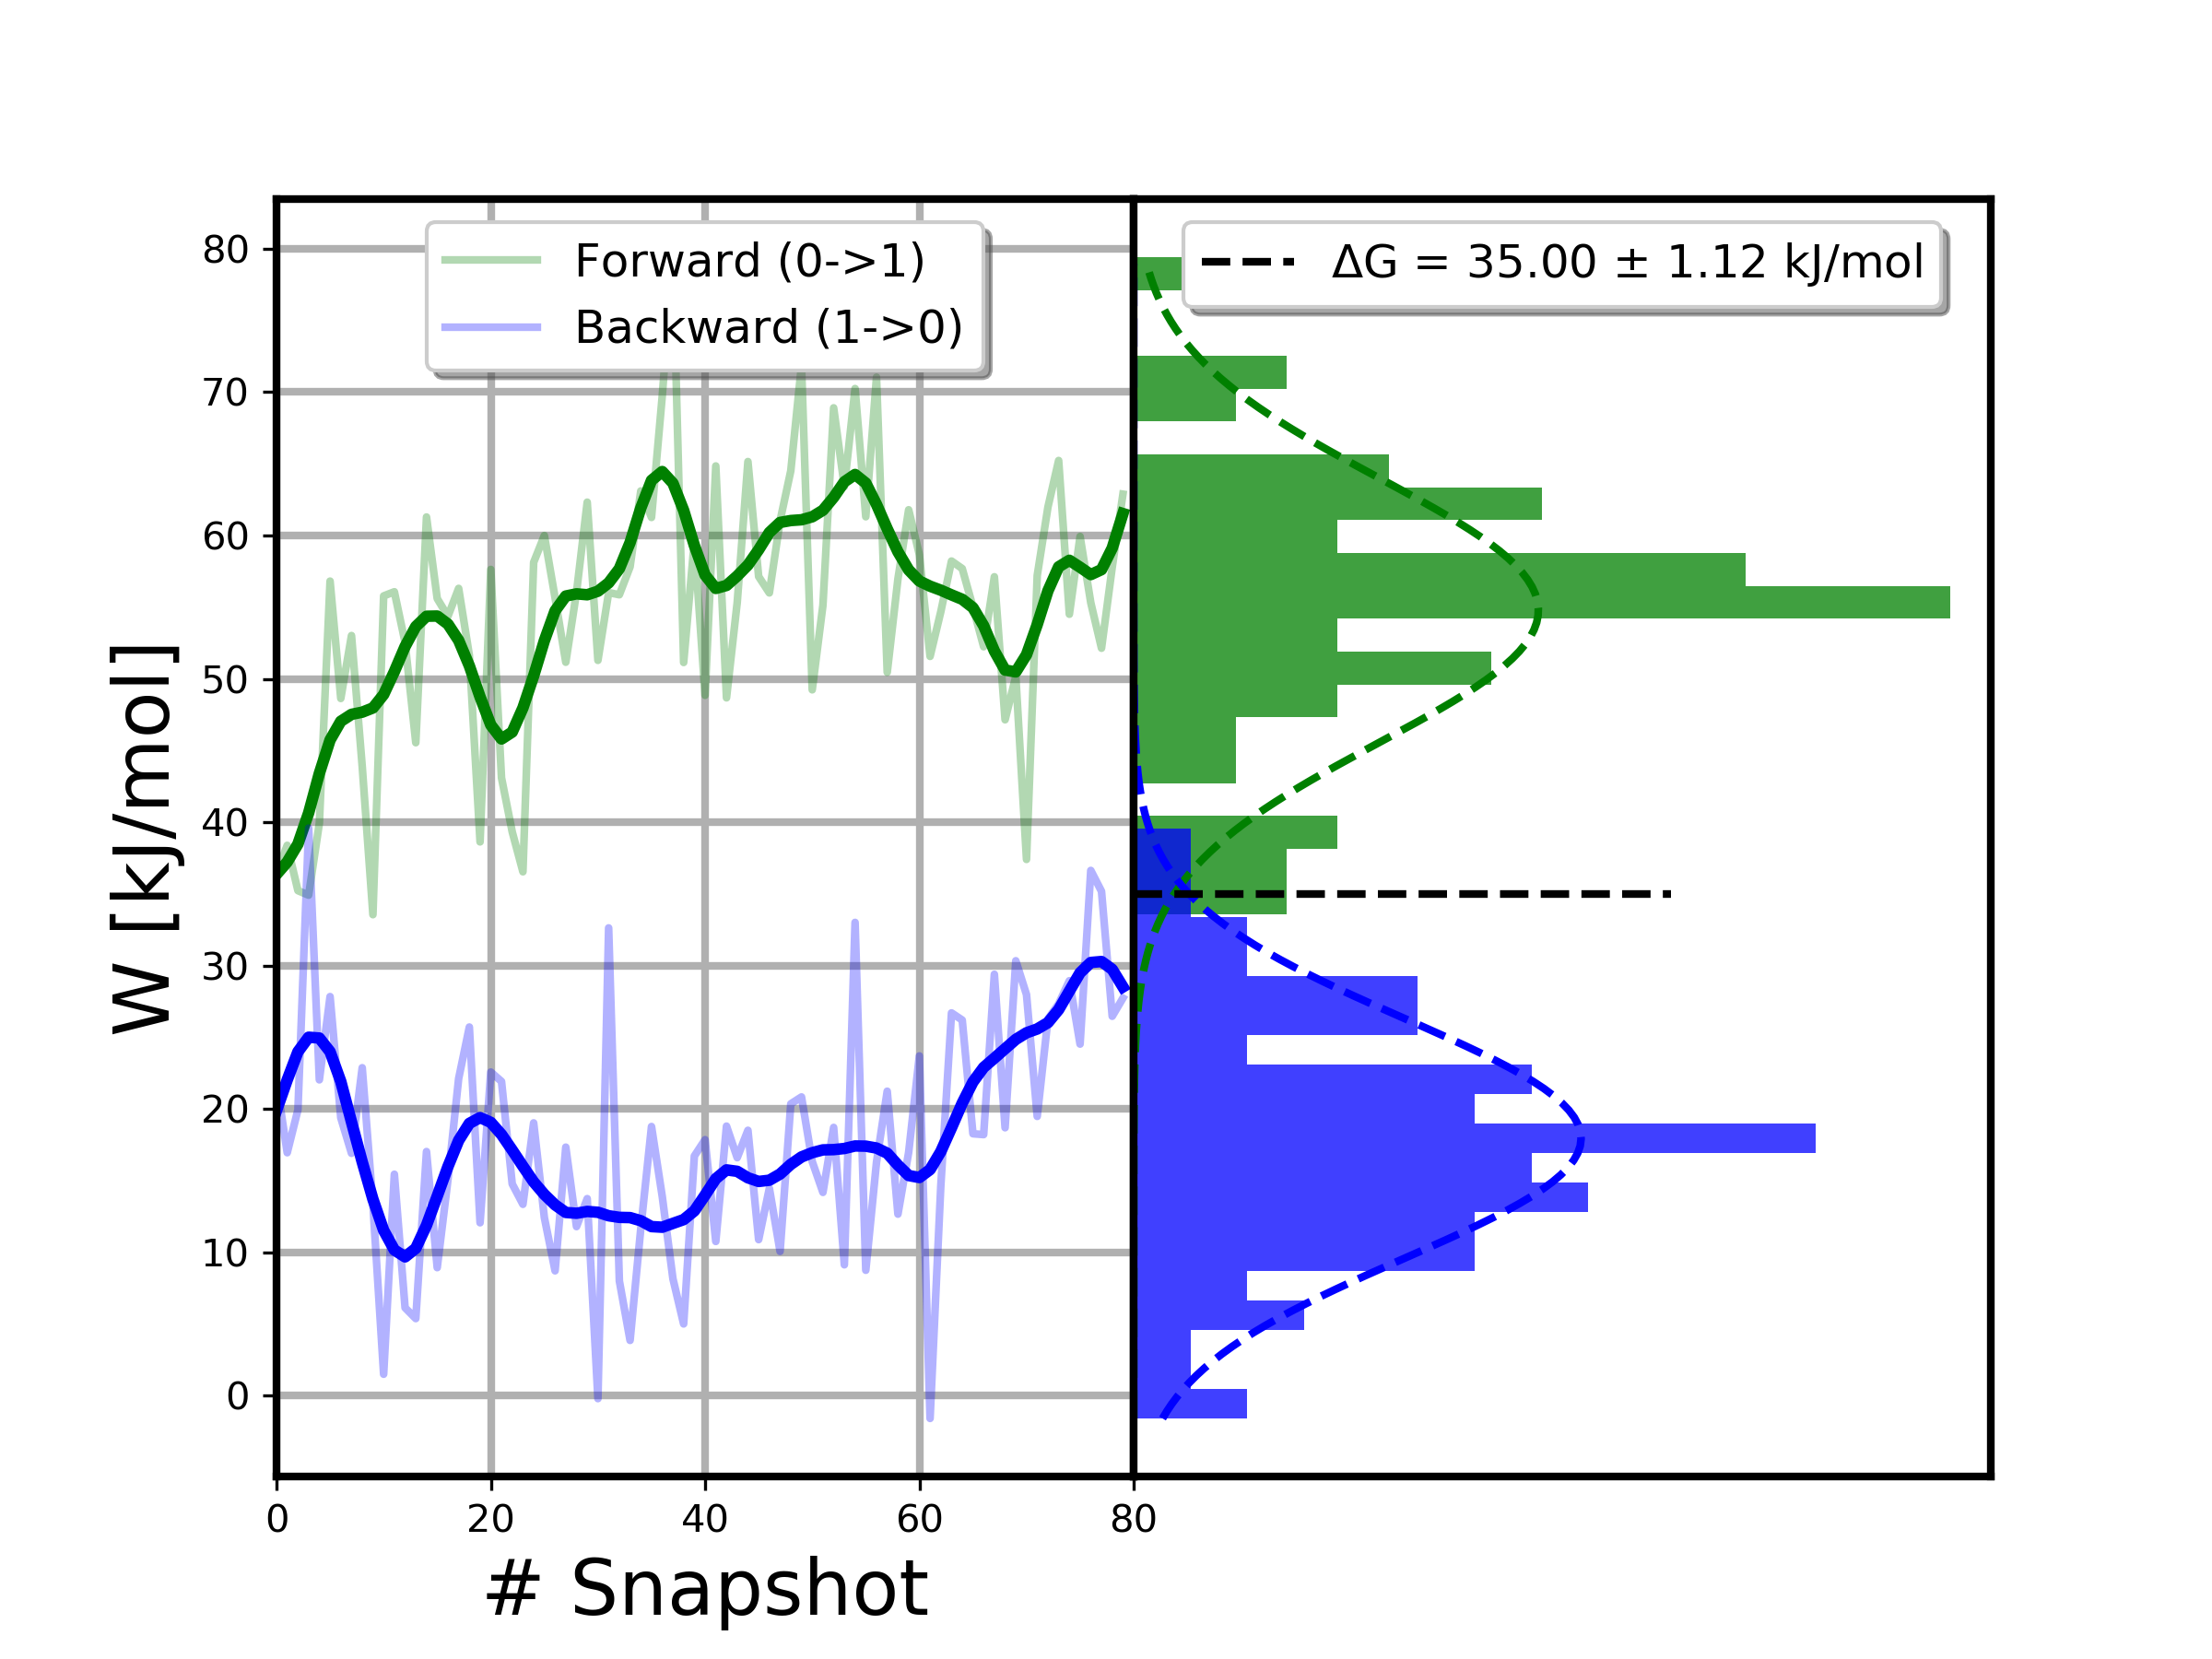 Forward (0->1)
Backward (1->0)
ΔG = 35.00 ± 1.12 kJ/mol
W [kJ/mol]
80
70
60
50
40
30
20
10
0
0 20 40 60 80
# Snapshot